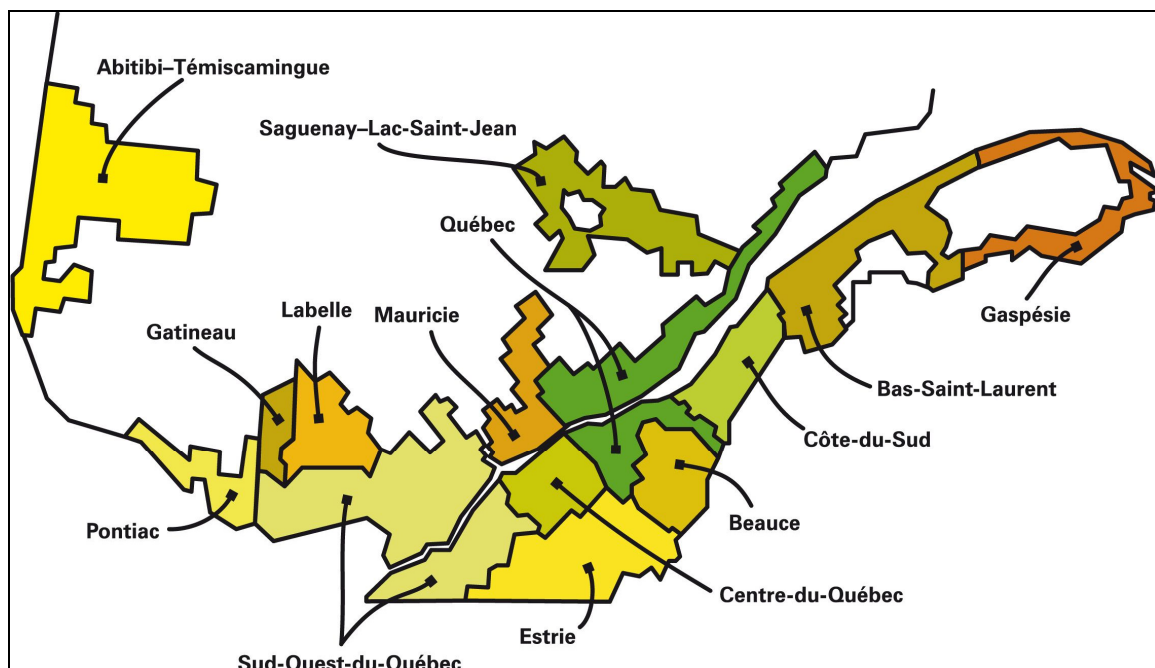 Abitibi–Témiscamingue
Saguenay–Lac-Saint-Jean
Québec
Labelle
Mauricie
Gatineau
Gaspésie
Bas-Saint-Laurent
Côte-du-Sud
Beauce
Pontiac
Centre-du-Québec
Estrie
Sud-Ouest-du-Québec